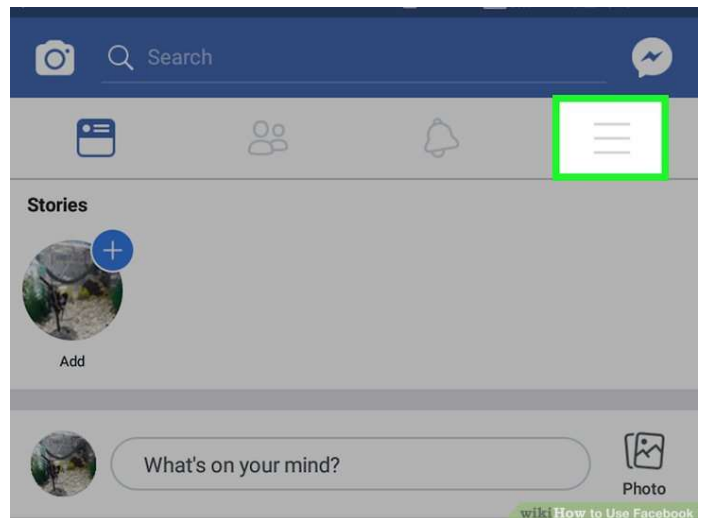 Search
Stories
Add
What's on your mind?
Photo
wikiHow to Use Facebook